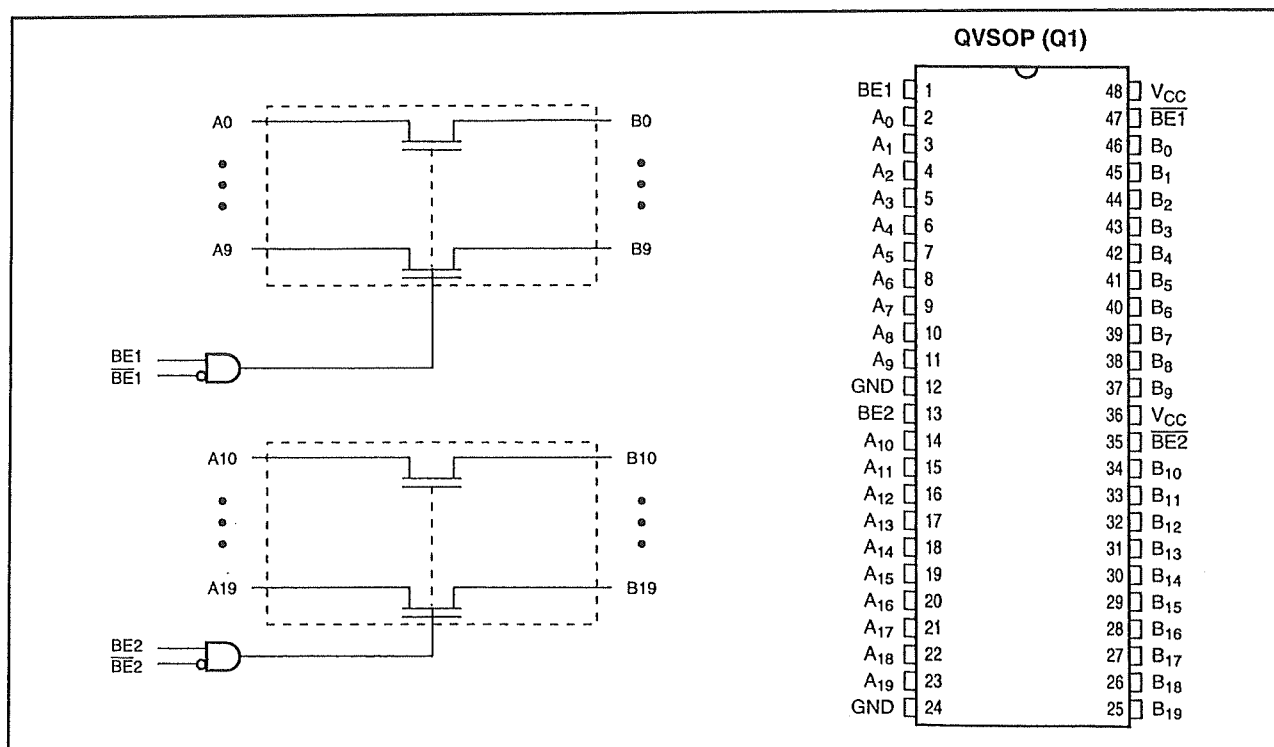 QVSOP (Q1)
A0 B0
A9 B9
BE1
B̅E̅1
A10 B10
A19 B19
BE2
B̅E̅2
BE1 1 48 VCC
A0 2 47 B̅E̅1̅
A1 3 46 B0
A2 4 45 B1
A3 5 44 B2
A4 6 43 B3
A5 7 42 B4
A6 8 41 B5
A7 9 40 B6
A8 10 39 B7
A9 11 38 B8
GND 12 37 B9
BE2 13 36 VCC
A10 14 35 B̅E̅2̅
A11 15 34 B10
A12 16 33 B11
A13 17 32 B12
A14 18 31 B13
A15 19 30 B14
A16 20 29 B15
A17 21 28 B16
A18 22 27 B17
A19 23 26 B18
GND 24 25 B19